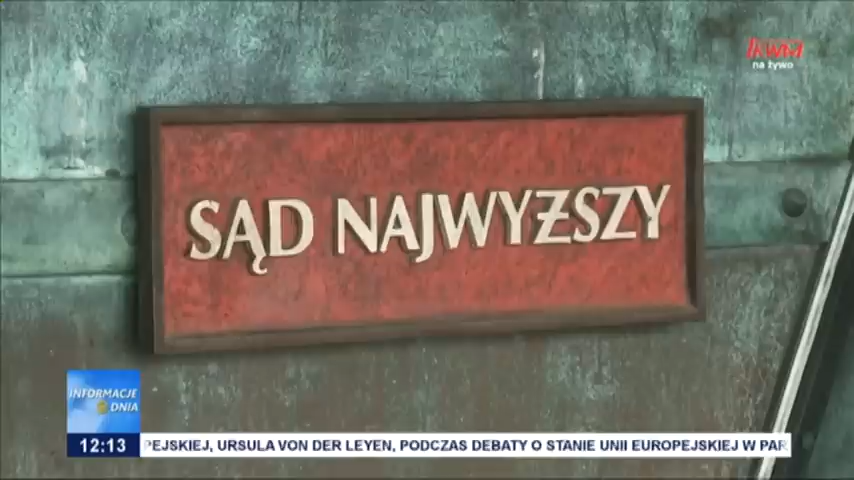 TRWAM
na żywo
SĄD NAJWYŻSZY
INFORMACJE
DNIA
12:13
PEJSKIEJ, URSULA VON DER LEYEN, PODCZAS DEBATY O STANIE UNII EUROPEJSKIEJ W PAR